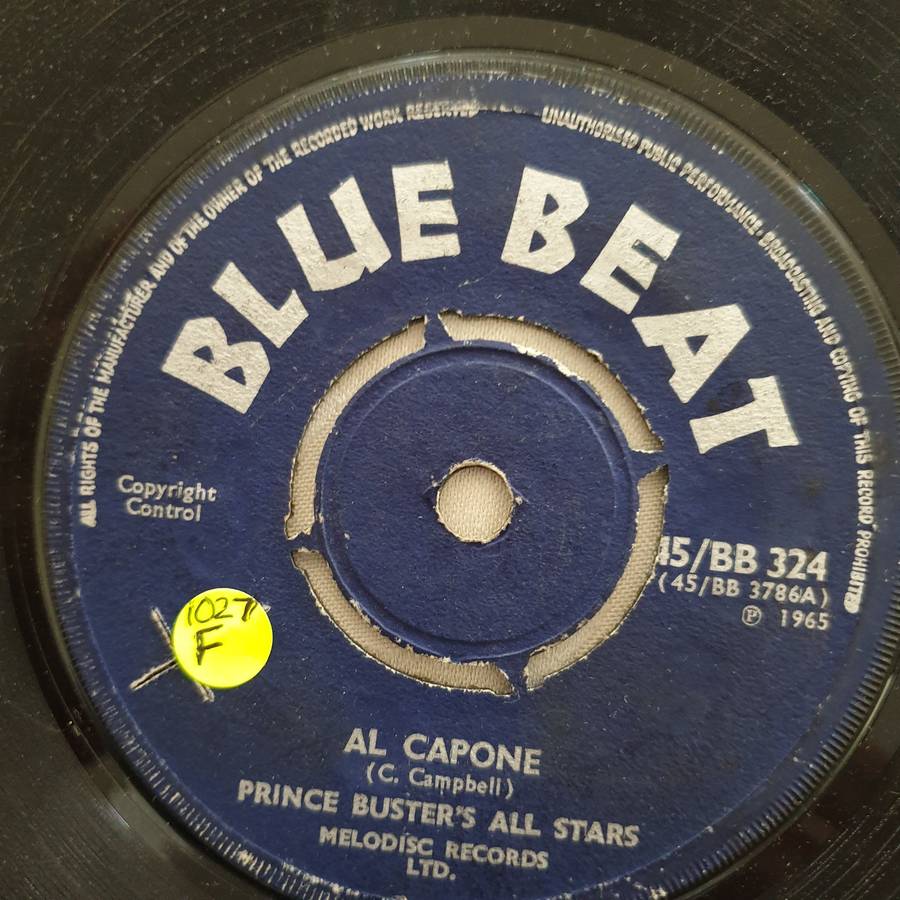 ALL RIGHTS OF THE MANUFACTURER AND OF THE OWNER OF THE RECORDED WORK RESERVED
UNAUTHORISED PUBLIC PERFORMANCE BROADCASTING AND COPYING OF THIS RECORD PROHIBITED
BLUE BEAT
Copyright
Control
45/BB 324
(45/BB 3786A)
Ⓟ 1965
1027
F
AL CAPONE
(C. Campbell)
PRINCE BUSTER'S ALL STARS
MELODISC RECORDS
LTD.